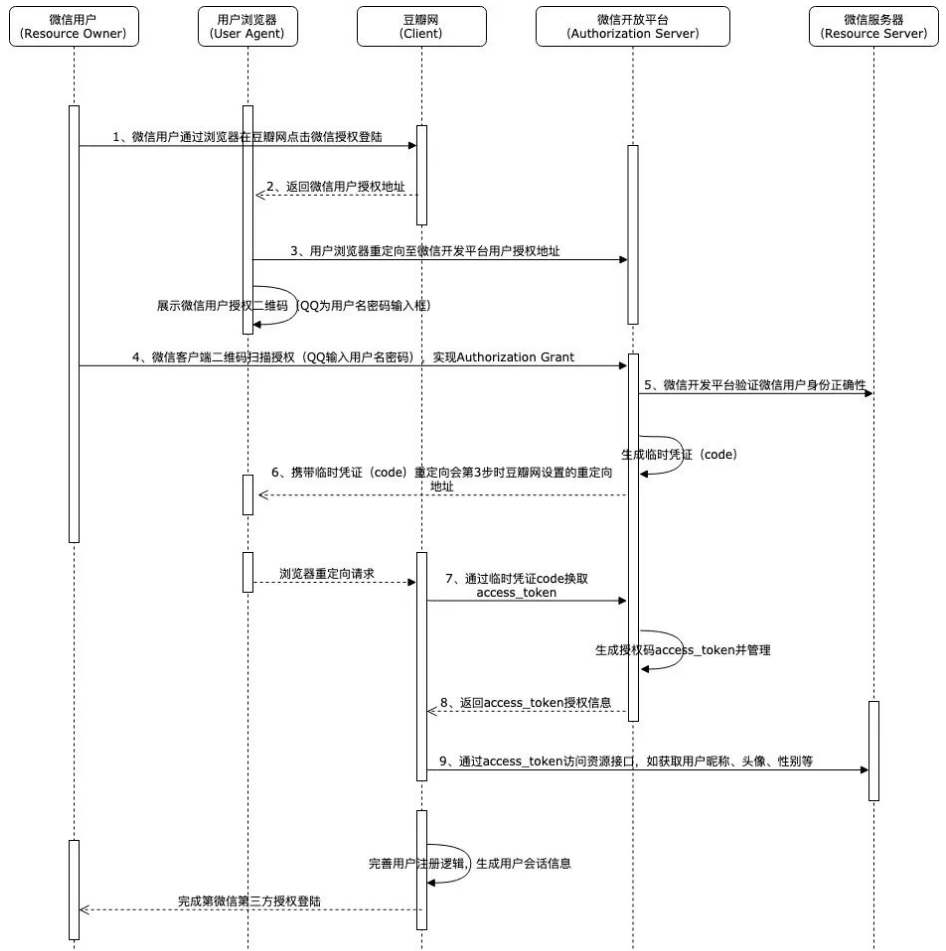 微信用户
(Resource Owner)
用户浏览器
(User Agent)
豆瓣网
(Client)
微信开放平台
(Authorization Server)
微信服务器
(Resource Server)
1、微信用户通过浏览器在豆瓣网点击微信授权登陆
2、返回微信用户授权地址
3、用户浏览器重定向至微信开发平台用户授权地址
展示微信用户授权二维码（QQ为用户名密码输入框）
4、微信客户端二维码扫描授权（QQ输入用户名密码），实现Authorization Grant
5、微信开发平台验证微信用户身份正确性
生成临时凭证（code）
6、携带临时凭证（code）重定向会第3步时豆瓣网设置的重定向
地址
浏览器重定向请求
7、通过临时凭证code换取
access_token
生成授权码access_token并管理
8、返回access_token授权信息
9、通过access_token访问资源接口，如获取用户昵称、头像、性别等
完善用户注册逻辑，生成用户会话信息
完成第微信第三方授权登陆